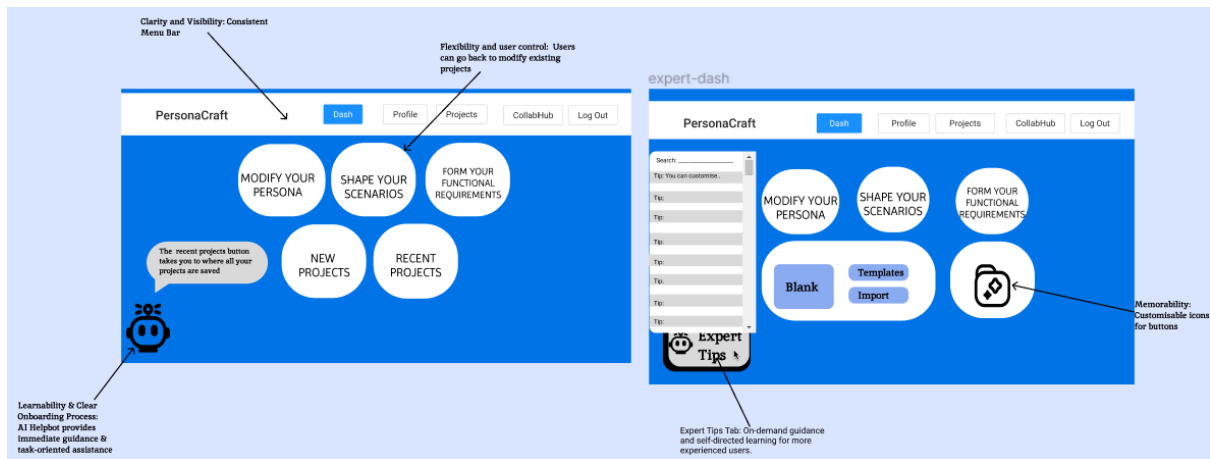 Clarity and Visibility: Consistent
Menu Bar
Flexibility and user control: Users
can go back to modify existing
projects
PersonaCraft
Dash
Profile
Projects
CollabHub
Log Out
MODIFY YOUR
PERSONA
SHAPE YOUR
SCENARIOS
FORM YOUR
FUNCTIONAL
REQUIREMENTS
The recent projects button
takes you to where all your
projects are saved
NEW
PROJECTS
RECENT
PROJECTS
Learnability & Clear
Onboarding Process:
AI Helpbot provides
immediate guidance &
task-oriented assistance
expert-dash
PersonaCraft
Dash
Profile
Projects
CollabHub
Log Out
Search: ________________
Tip: You can customise..
Tip:
Tip:
Tip:
Tip:
Tip:
Tip:
Tip:
MODIFY YOUR
PERSONA
SHAPE YOUR
SCENARIOS
FORM YOUR
FUNCTIONAL
REQUIREMENTS
Blank
Templates
Import
Expert
Tips
Memorability:
Customisable icons
for buttons
Expert Tips Tab: On-demand guidance
and self-directed learning for more
experienced users.